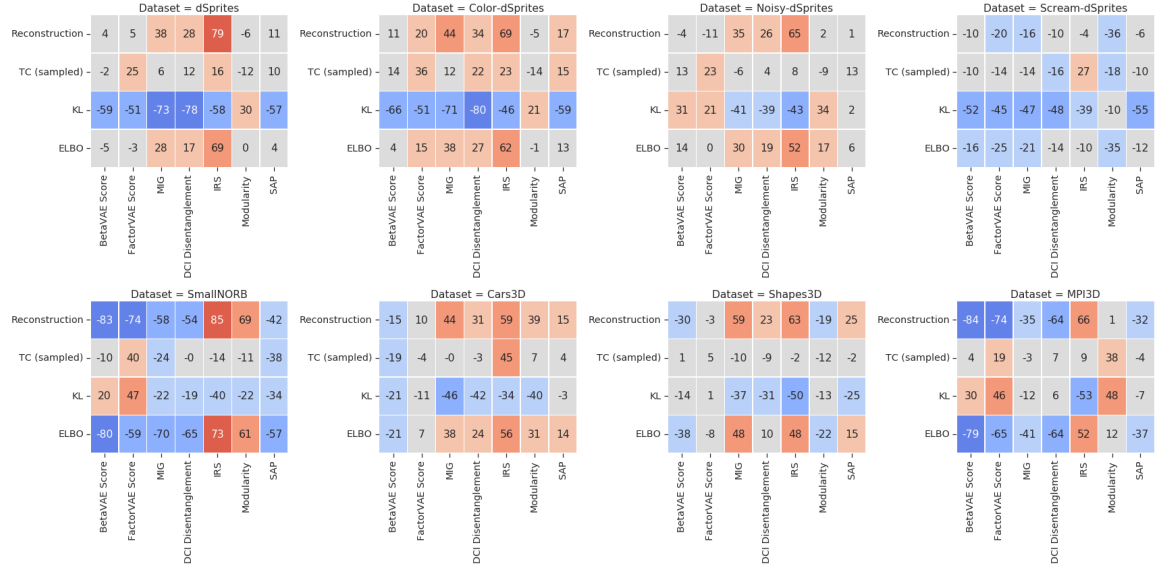 Dataset = dSprites
Reconstruction 4 5 38 28 79 -6 11
TC (sampled) -2 25 6 12 16 -12 10
KL -59 -51 -73 -78 -58 30 -57
ELBO -5 -3 28 17 69 0 4
BetaVAE Score
FactorVAE Score
MIG
DCI Disentanglement
IRS
Modularity
SAP
Dataset = Color-dSprites
Reconstruction 11 20 44 34 69 -5 17
TC (sampled) 14 36 12 22 23 -14 15
KL -66 -51 -71 -80 -46 21 -59
ELBO 4 15 38 27 62 -1 13
BetaVAE Score
FactorVAE Score
MIG
DCI Disentanglement
IRS
Modularity
SAP
Dataset = Noisy-dSprites
Reconstruction -4 -11 35 26 65 2 1
TC (sampled) 13 23 -6 4 8 -9 13
KL 31 21 -41 -39 -43 34 2
ELBO 14 0 30 19 52 17 6
BetaVAE Score
FactorVAE Score
MIG
DCI Disentanglement
IRS
Modularity
SAP
Dataset = Scream-dSprites
Reconstruction -10 -20 -16 -10 -4 -36 -6
TC (sampled) -10 -14 -14 -16 27 -18 -10
KL -52 -45 -47 -48 -39 -10 -55
ELBO -16 -25 -21 -14 -10 -35 -12
BetaVAE Score
FactorVAE Score
MIG
DCI Disentanglement
IRS
Modularity
SAP
Dataset = SmallNORB
Reconstruction -83 -74 -58 -54 85 69 -42
TC (sampled) -10 40 -24 -0 -14 -11 -38
KL 20 47 -22 -19 -40 -22 -34
ELBO -80 -59 -70 -65 73 61 -57
BetaVAE Score
FactorVAE Score
MIG
DCI Disentanglement
IRS
Modularity
SAP
Dataset = Cars3D
Reconstruction -15 10 44 31 59 39 15
TC (sampled) -19 -4 -0 -3 45 7 4
KL -21 -11 -46 -42 -34 -40 -3
ELBO -21 7 38 24 56 31 14
BetaVAE Score
FactorVAE Score
MIG
DCI Disentanglement
IRS
Modularity
SAP
Dataset = Shapes3D
Reconstruction -30 -3 59 23 63 -19 25
TC (sampled) 1 5 -10 -9 -2 -12 -2
KL -14 1 -37 -31 -50 -13 -25
ELBO -38 -8 48 10 48 -22 15
BetaVAE Score
FactorVAE Score
MIG
DCI Disentanglement
IRS
Modularity
SAP
Dataset = MPI3D
Reconstruction -84 -74 -35 -64 66 1 -32
TC (sampled) 4 19 -3 7 9 38 -4
KL 30 46 -12 6 -53 48 -7
ELBO -79 -65 -41 -64 52 12 -37
BetaVAE Score
FactorVAE Score
MIG
DCI Disentanglement
IRS
Modularity
SAP